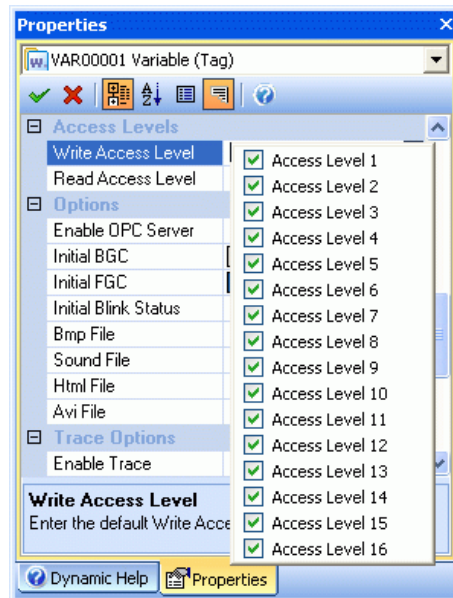 Properties
VAR00001 Variable (Tag)
Access Levels
Write Access Level
Read Access Level
Options
Enable OPC Server
Initial BGC
Initial FGC
Initial Blink Status
Bmp File
Sound File
Html File
Avi File
Trace Options
Enable Trace
Access Level 1
Access Level 2
Access Level 3
Access Level 4
Access Level 5
Access Level 6
Access Level 7
Access Level 8
Access Level 9
Access Level 10
Access Level 11
Access Level 12
Access Level 13
Access Level 14
Access Level 15
Access Level 16
Write Access Level
Enter the default Write Acce
Dynamic Help
Properties